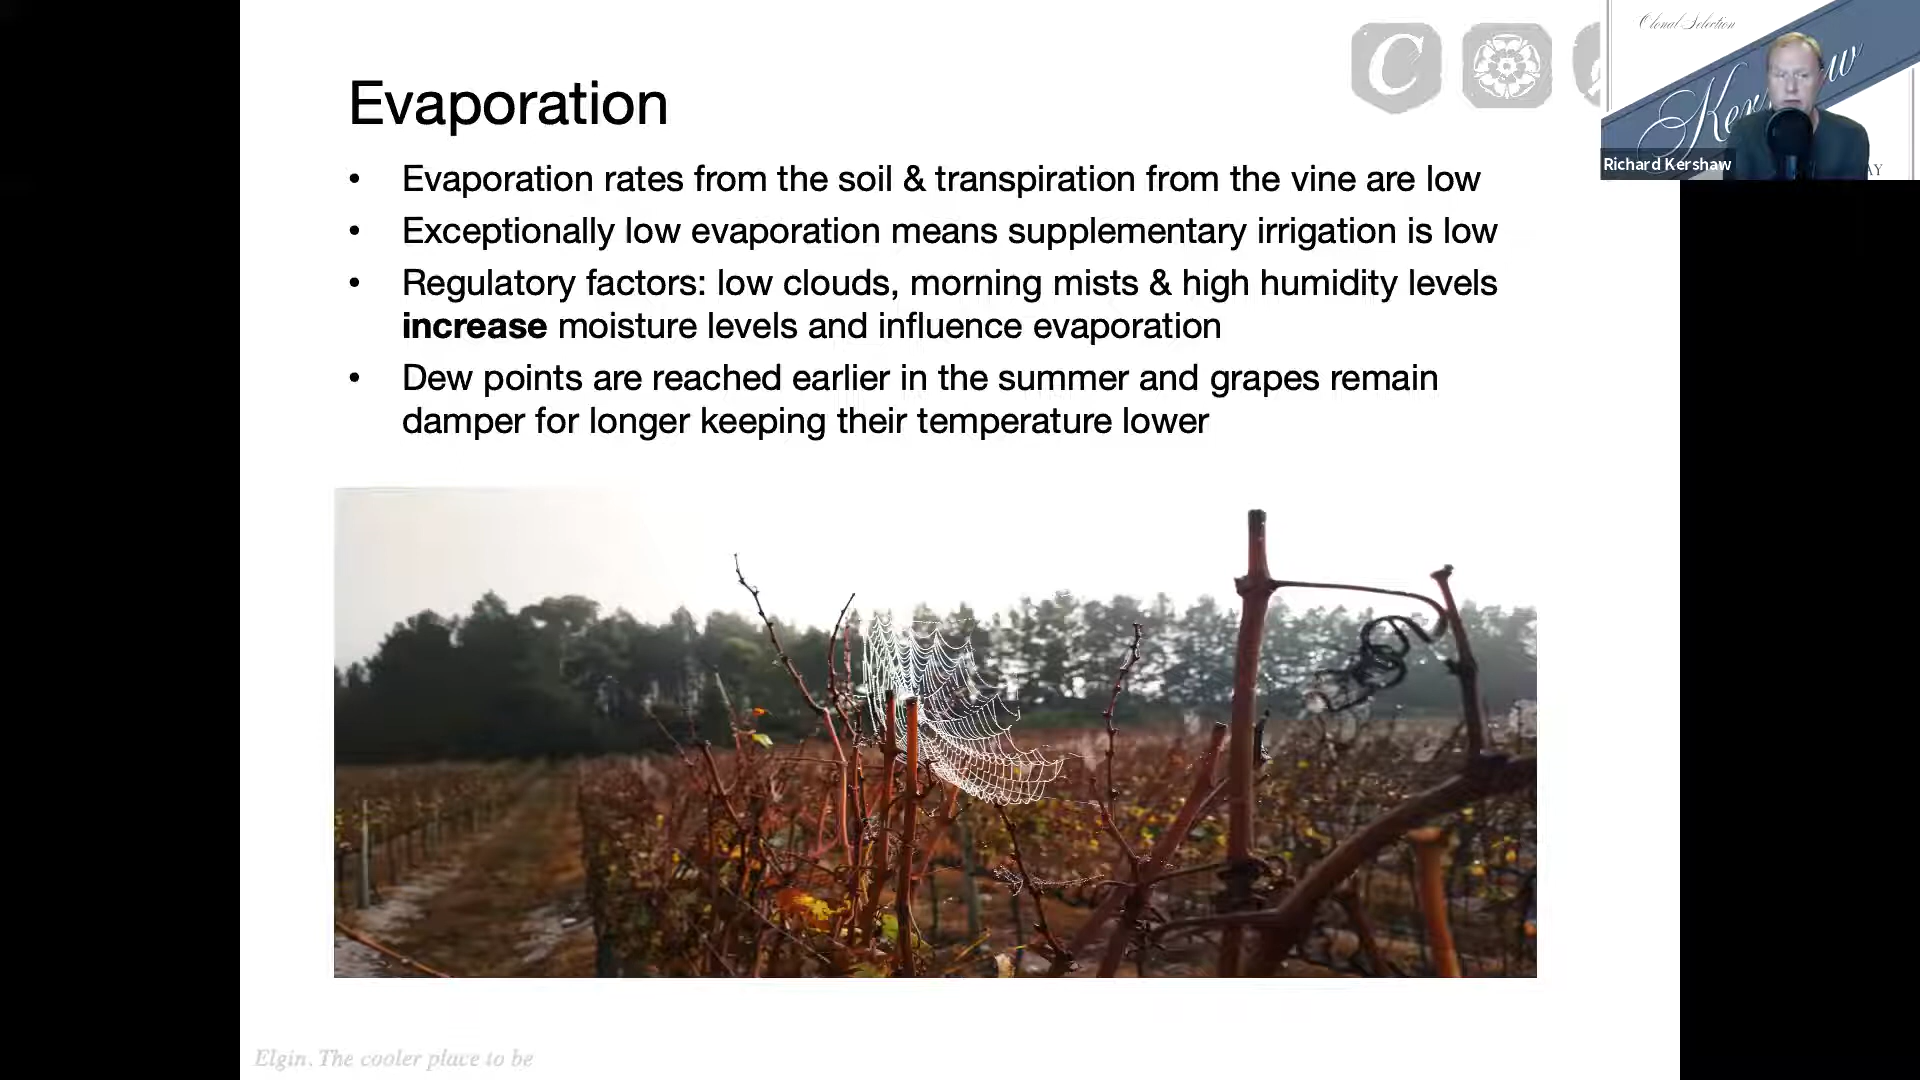 Clonal Selection
C
Kershaw
Richard Kershaw
AY
Evaporation
• Evaporation rates from the soil & transpiration from the vine are low
• Exceptionally low evaporation means supplementary irrigation is low
• Regulatory factors: low clouds, morning mists & high humidity levels
increase moisture levels and influence evaporation
• Dew points are reached earlier in the summer and grapes remain
damper for longer keeping their temperature lower
Elgin. The cooler place to be